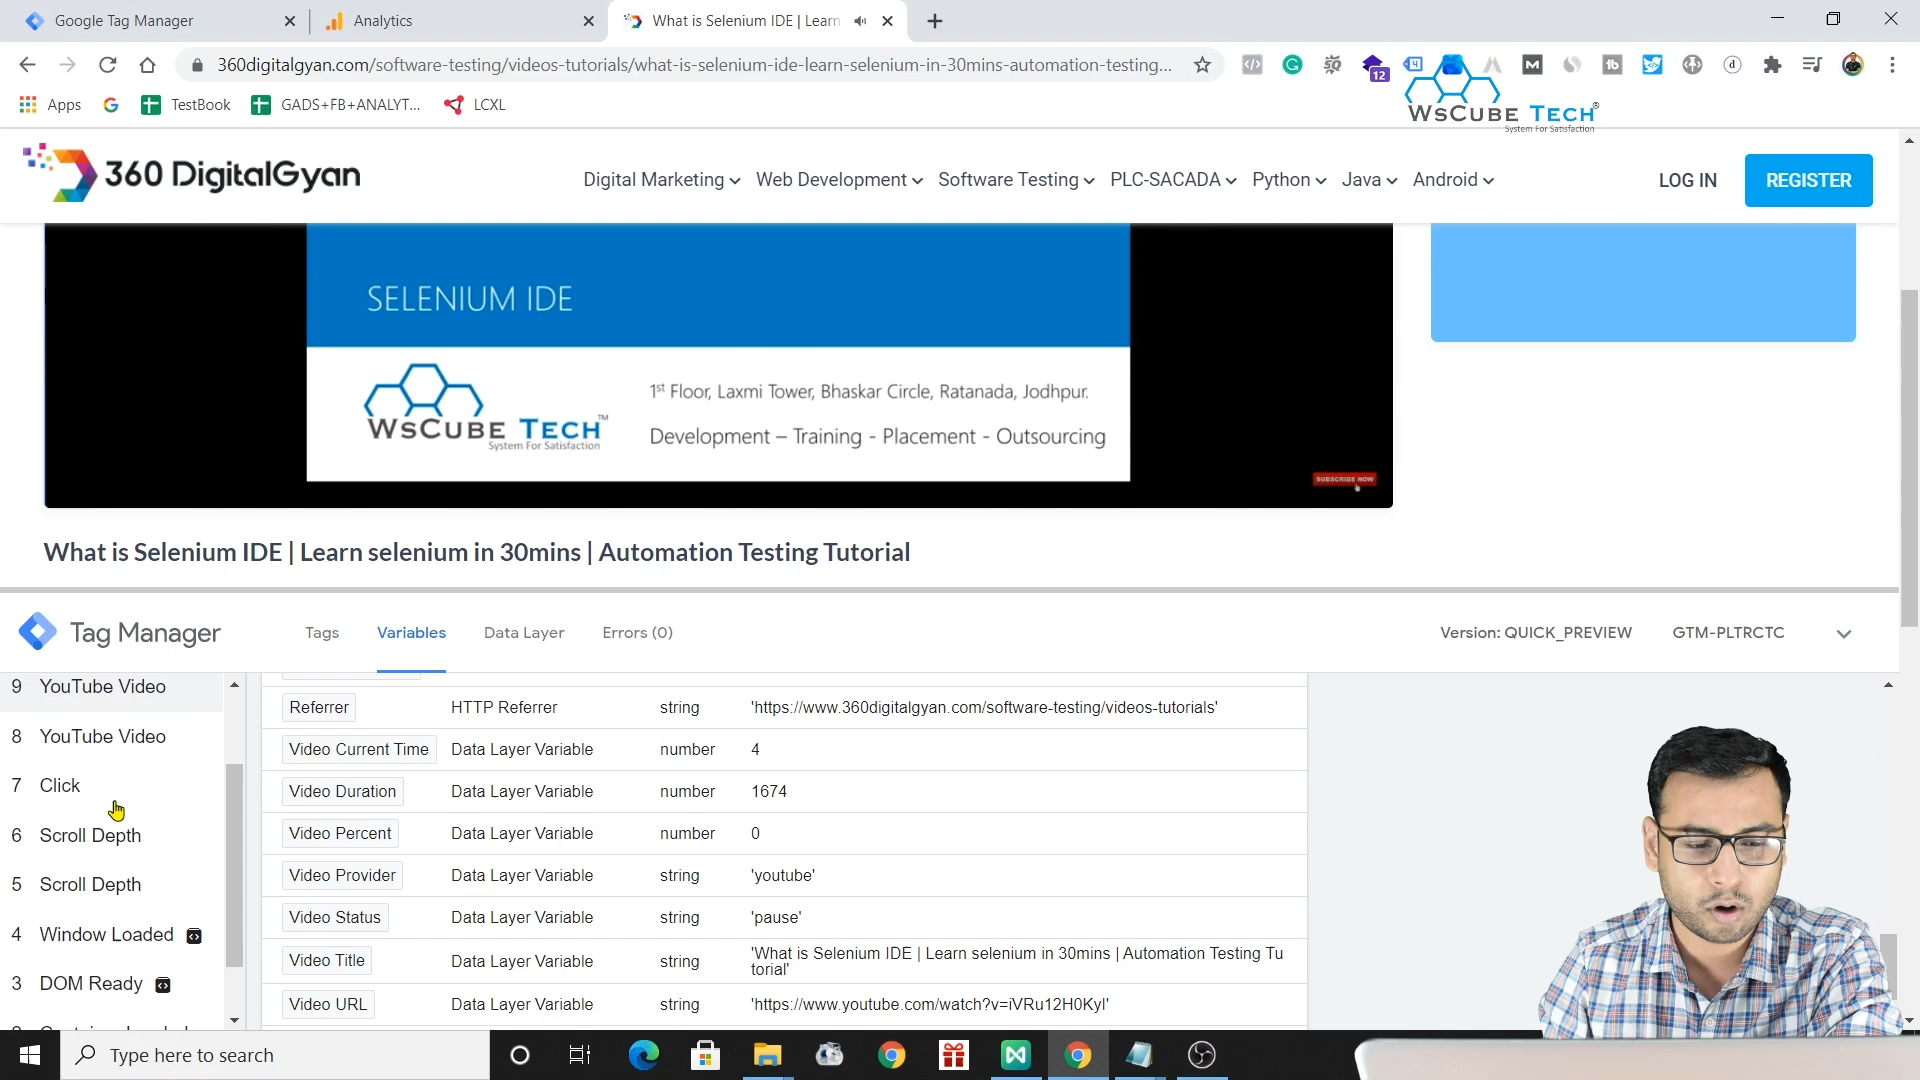 Google Tag Manager
Analytics
What is Selenium IDE | Learn
360digitalgyan.com/software-testing/videos-tutorials/what-is-selenium-ide-learn-selenium-in-30mins-automation-testing...
12
4
M
tb
d
Apps
G
TestBook
GADS+FB+ANALYT...
LCXL
WsCube Tech®
System For Satisfaction
360 DigitalGyan
Digital Marketing
Web Development
Software Testing
PLC-SACADA
Python
Java
Android
LOG IN
REGISTER
SELENIUM IDE
WsCube Tech™
System For Satisfaction
1st Floor, Laxmi Tower, Bhaskar Circle, Ratanada, Jodhpur.
Development – Training - Placement - Outsourcing
SUBSCRIBE NOW
What is Selenium IDE | Learn selenium in 30mins | Automation Testing Tutorial
Tag Manager
Tags
Variables
Data Layer
Errors (0)
Version: QUICK_PREVIEW
GTM-PLTRCTC
9 YouTube Video
8 YouTube Video
7 Click
6 Scroll Depth
5 Scroll Depth
4 Window Loaded
3 DOM Ready
Referrer HTTP Referrer string 'https://www.360digitalgyan.com/software-testing/videos-tutorials'
Video Current Time Data Layer Variable number 4
Video Duration Data Layer Variable number 1674
Video Percent Data Layer Variable number 0
Video Provider Data Layer Variable string 'youtube'
Video Status Data Layer Variable string 'pause'
Video Title Data Layer Variable string 'What is Selenium IDE | Learn selenium in 30mins | Automation Testing Tu
torial'
Video URL Data Layer Variable string 'https://www.youtube.com/watch?v=iVRu12H0KyI'
Type here to search